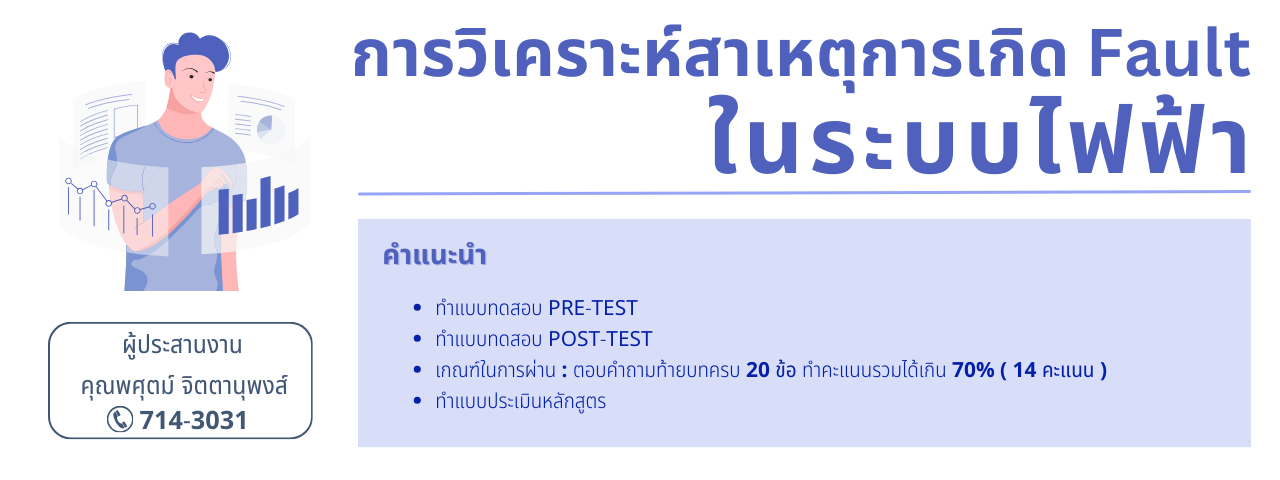 การวิเคราะห์สาเหตุการเกิด Fault
ในระบบไฟฟ้า
คำแนะนำ
ทำแบบทดสอบ PRE-TEST
ทำแบบทดสอบ POST-TEST
เกณฑ์ในการผ่าน : ตอบคำถามท้ายบทครบ 20 ข้อ ทำคะแนนรวมได้เกิน 70% ( 14 คะแนน )
ทำแบบประเมินหลักสูตร
ผู้ประสานงาน
คุณพศุตม์ จิตตานุพงส์
714-3031